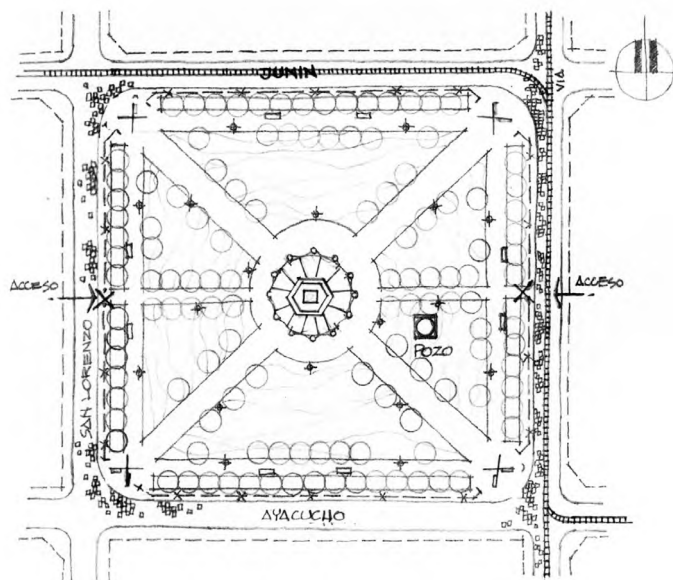 JUNIN
VIA
ACCESO
ACCESO
SAN LORENZO
POZO
AYACUCHO